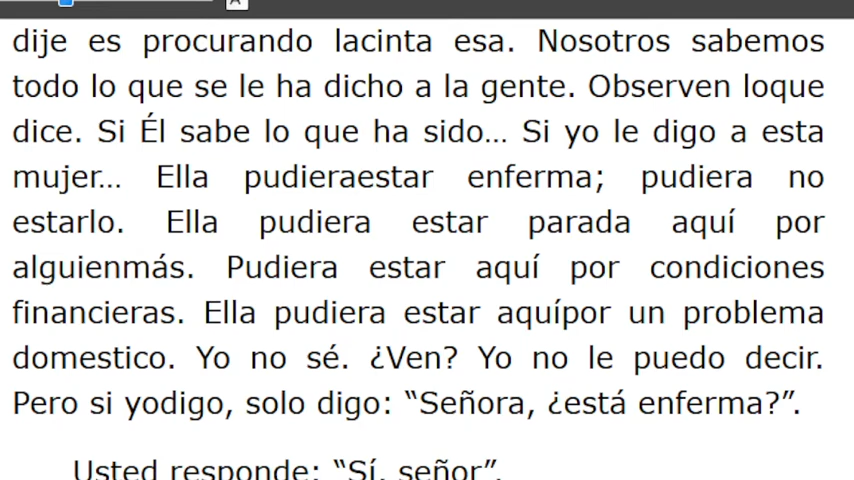 dije es procurando lacinta esa. Nosotros sabemos
todo lo que se le ha dicho a la gente. Observen loque
dice. Si Él sabe lo que ha sido… Si yo le digo a esta
mujer… Ella pudieraestar enferma; pudiera no
estarlo. Ella pudiera estar parada aquí por
alguienmás. Pudiera estar aquí por condiciones
financieras. Ella pudiera estar aquípor un problema
domestico. Yo no sé. ¿Ven? Yo no le puedo decir.
Pero si yodigo, solo digo: “Señora, ¿está enferma?”.
Usted responde: “Sí, señor”.